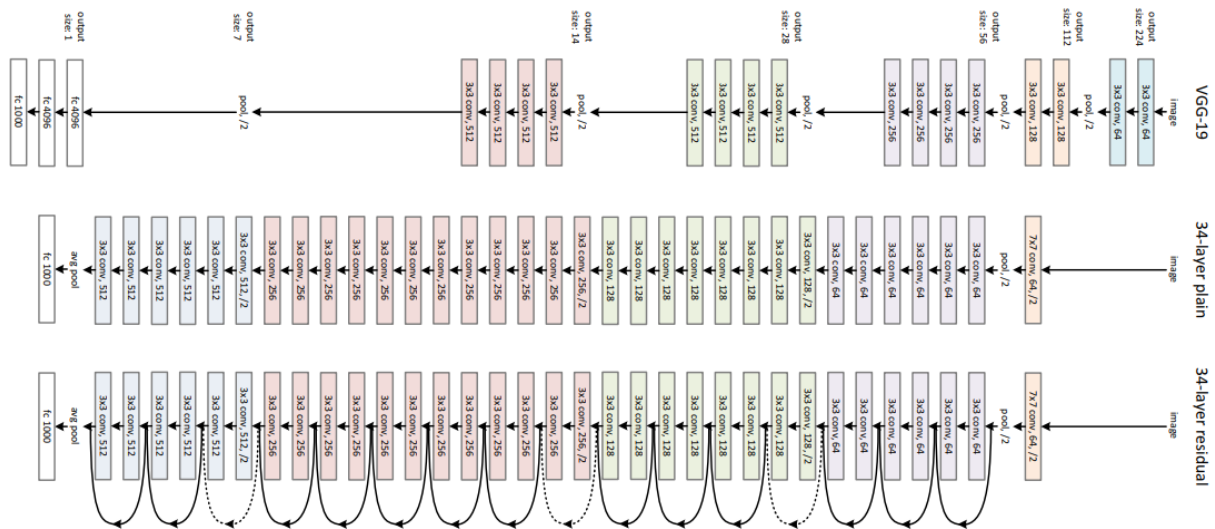 VGG-19
output
size: 224
image
3x3 conv, 64
3x3 conv, 64
output
size: 112
pool, /2
3x3 conv, 128
3x3 conv, 128
output
size: 56
pool, /2
3x3 conv, 256
3x3 conv, 256
3x3 conv, 256
3x3 conv, 256
output
size: 28
pool, /2
3x3 conv, 512
3x3 conv, 512
3x3 conv, 512
3x3 conv, 512
output
size: 14
pool, /2
3x3 conv, 512
3x3 conv, 512
3x3 conv, 512
3x3 conv, 512
output
size: 7
pool, /2
output
size: 1
fc 4096
fc 4096
fc 1000
34-layer plain
image
7x7 conv, 64, /2
pool, /2
3x3 conv, 64
3x3 conv, 64
3x3 conv, 64
3x3 conv, 64
3x3 conv, 64
3x3 conv, 64
3x3 conv, 128, /2
3x3 conv, 128
3x3 conv, 128
3x3 conv, 128
3x3 conv, 128
3x3 conv, 128
3x3 conv, 128
3x3 conv, 128
3x3 conv, 256, /2
3x3 conv, 256
3x3 conv, 256
3x3 conv, 256
3x3 conv, 256
3x3 conv, 256
3x3 conv, 256
3x3 conv, 256
3x3 conv, 256
3x3 conv, 256
3x3 conv, 256
3x3 conv, 256
3x3 conv, 512, /2
3x3 conv, 512
3x3 conv, 512
3x3 conv, 512
3x3 conv, 512
3x3 conv, 512
avg pool
fc 1000
34-layer residual
image
7x7 conv, 64, /2
pool, /2
3x3 conv, 64
3x3 conv, 64
3x3 conv, 64
3x3 conv, 64
3x3 conv, 64
3x3 conv, 64
3x3 conv, 128, /2
3x3 conv, 128
3x3 conv, 128
3x3 conv, 128
3x3 conv, 128
3x3 conv, 128
3x3 conv, 128
3x3 conv, 128
3x3 conv, 256, /2
3x3 conv, 256
3x3 conv, 256
3x3 conv, 256
3x3 conv, 256
3x3 conv, 256
3x3 conv, 256
3x3 conv, 256
3x3 conv, 256
3x3 conv, 256
3x3 conv, 256
3x3 conv, 256
3x3 conv, 512, /2
3x3 conv, 512
3x3 conv, 512
3x3 conv, 512
3x3 conv, 512
3x3 conv, 512
avg pool
fc 1000